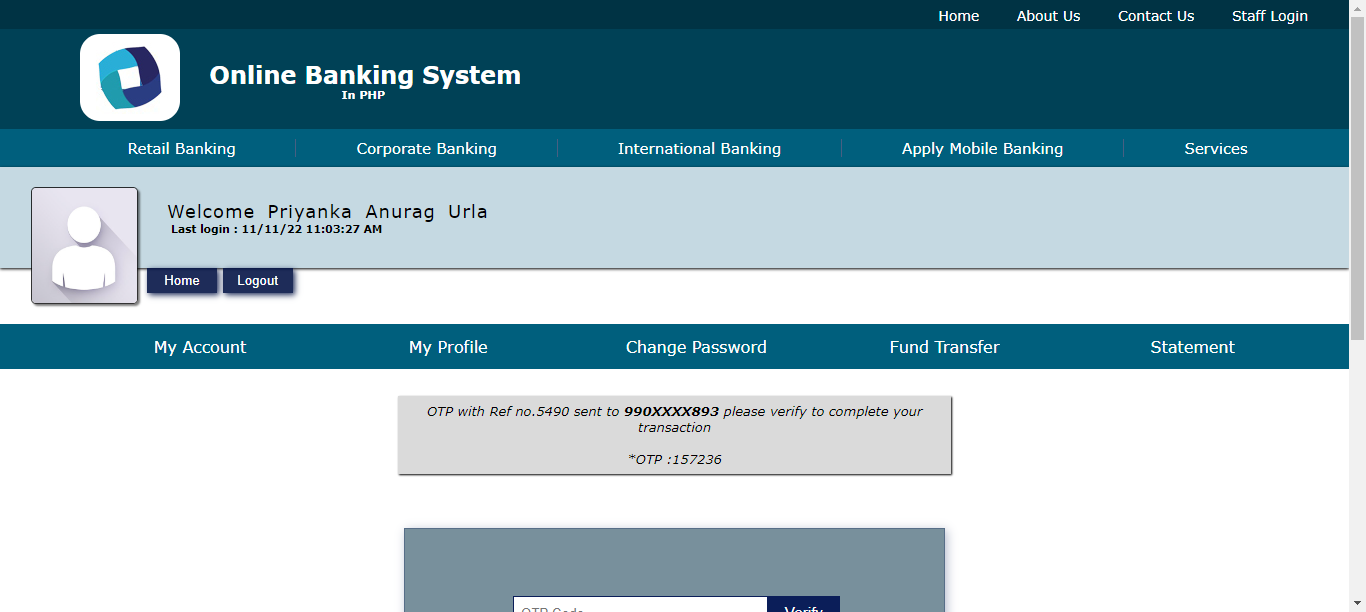 Home About Us Contact Us Staff Login
Online Banking System
In PHP
Retail Banking Corporate Banking International Banking Apply Mobile Banking Services
Welcome Priyanka Anurag Urla
Last login : 11/11/22 11:03:27 AM
Home Logout
My Account My Profile Change Password Fund Transfer Statement
OTP with Ref no.5490 sent to 990XXXX893 please verify to complete your
transaction
*OTP :157236
OTP Code Verify